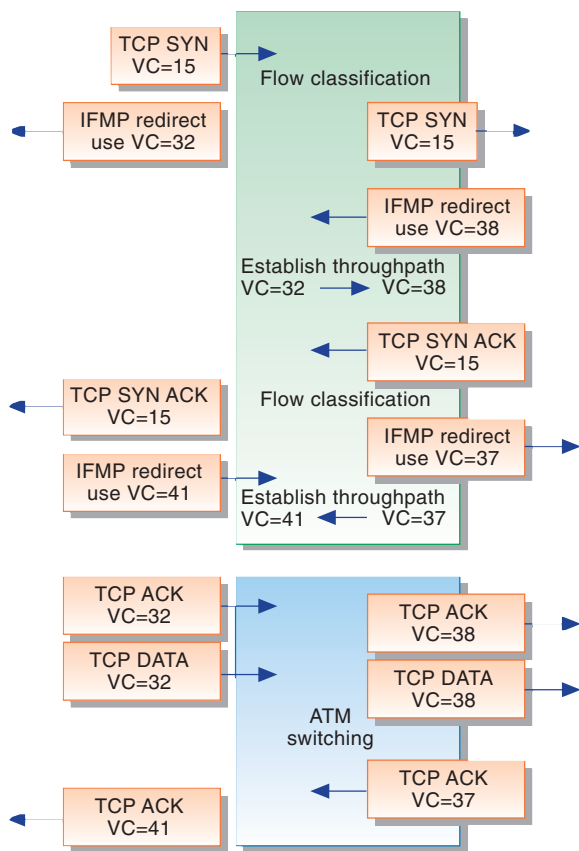 TCP SYN
VC=15
Flow classification
IFMP redirect
use VC=32
TCP SYN
VC=15
IFMP redirect
use VC=38
Establish throughpath
VC=32 VC=38
TCP SYN ACK
VC=15
TCP SYN ACK
VC=15
Flow classification
IFMP redirect
use VC=37
IFMP redirect
use VC=41
Establish throughpath
VC=41 VC=37
TCP ACK
VC=32
TCP ACK
VC=38
TCP DATA
VC=32
TCP DATA
VC=38
ATM
switching
TCP ACK
VC=37
TCP ACK
VC=41